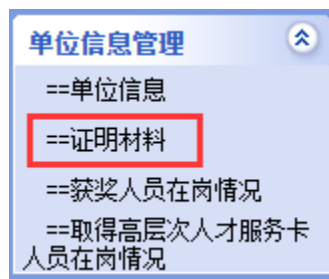 单位信息管理
==单位信息
==证明材料
==获奖人员在岗情况
==取得高层次人才服务卡
人员在岗情况